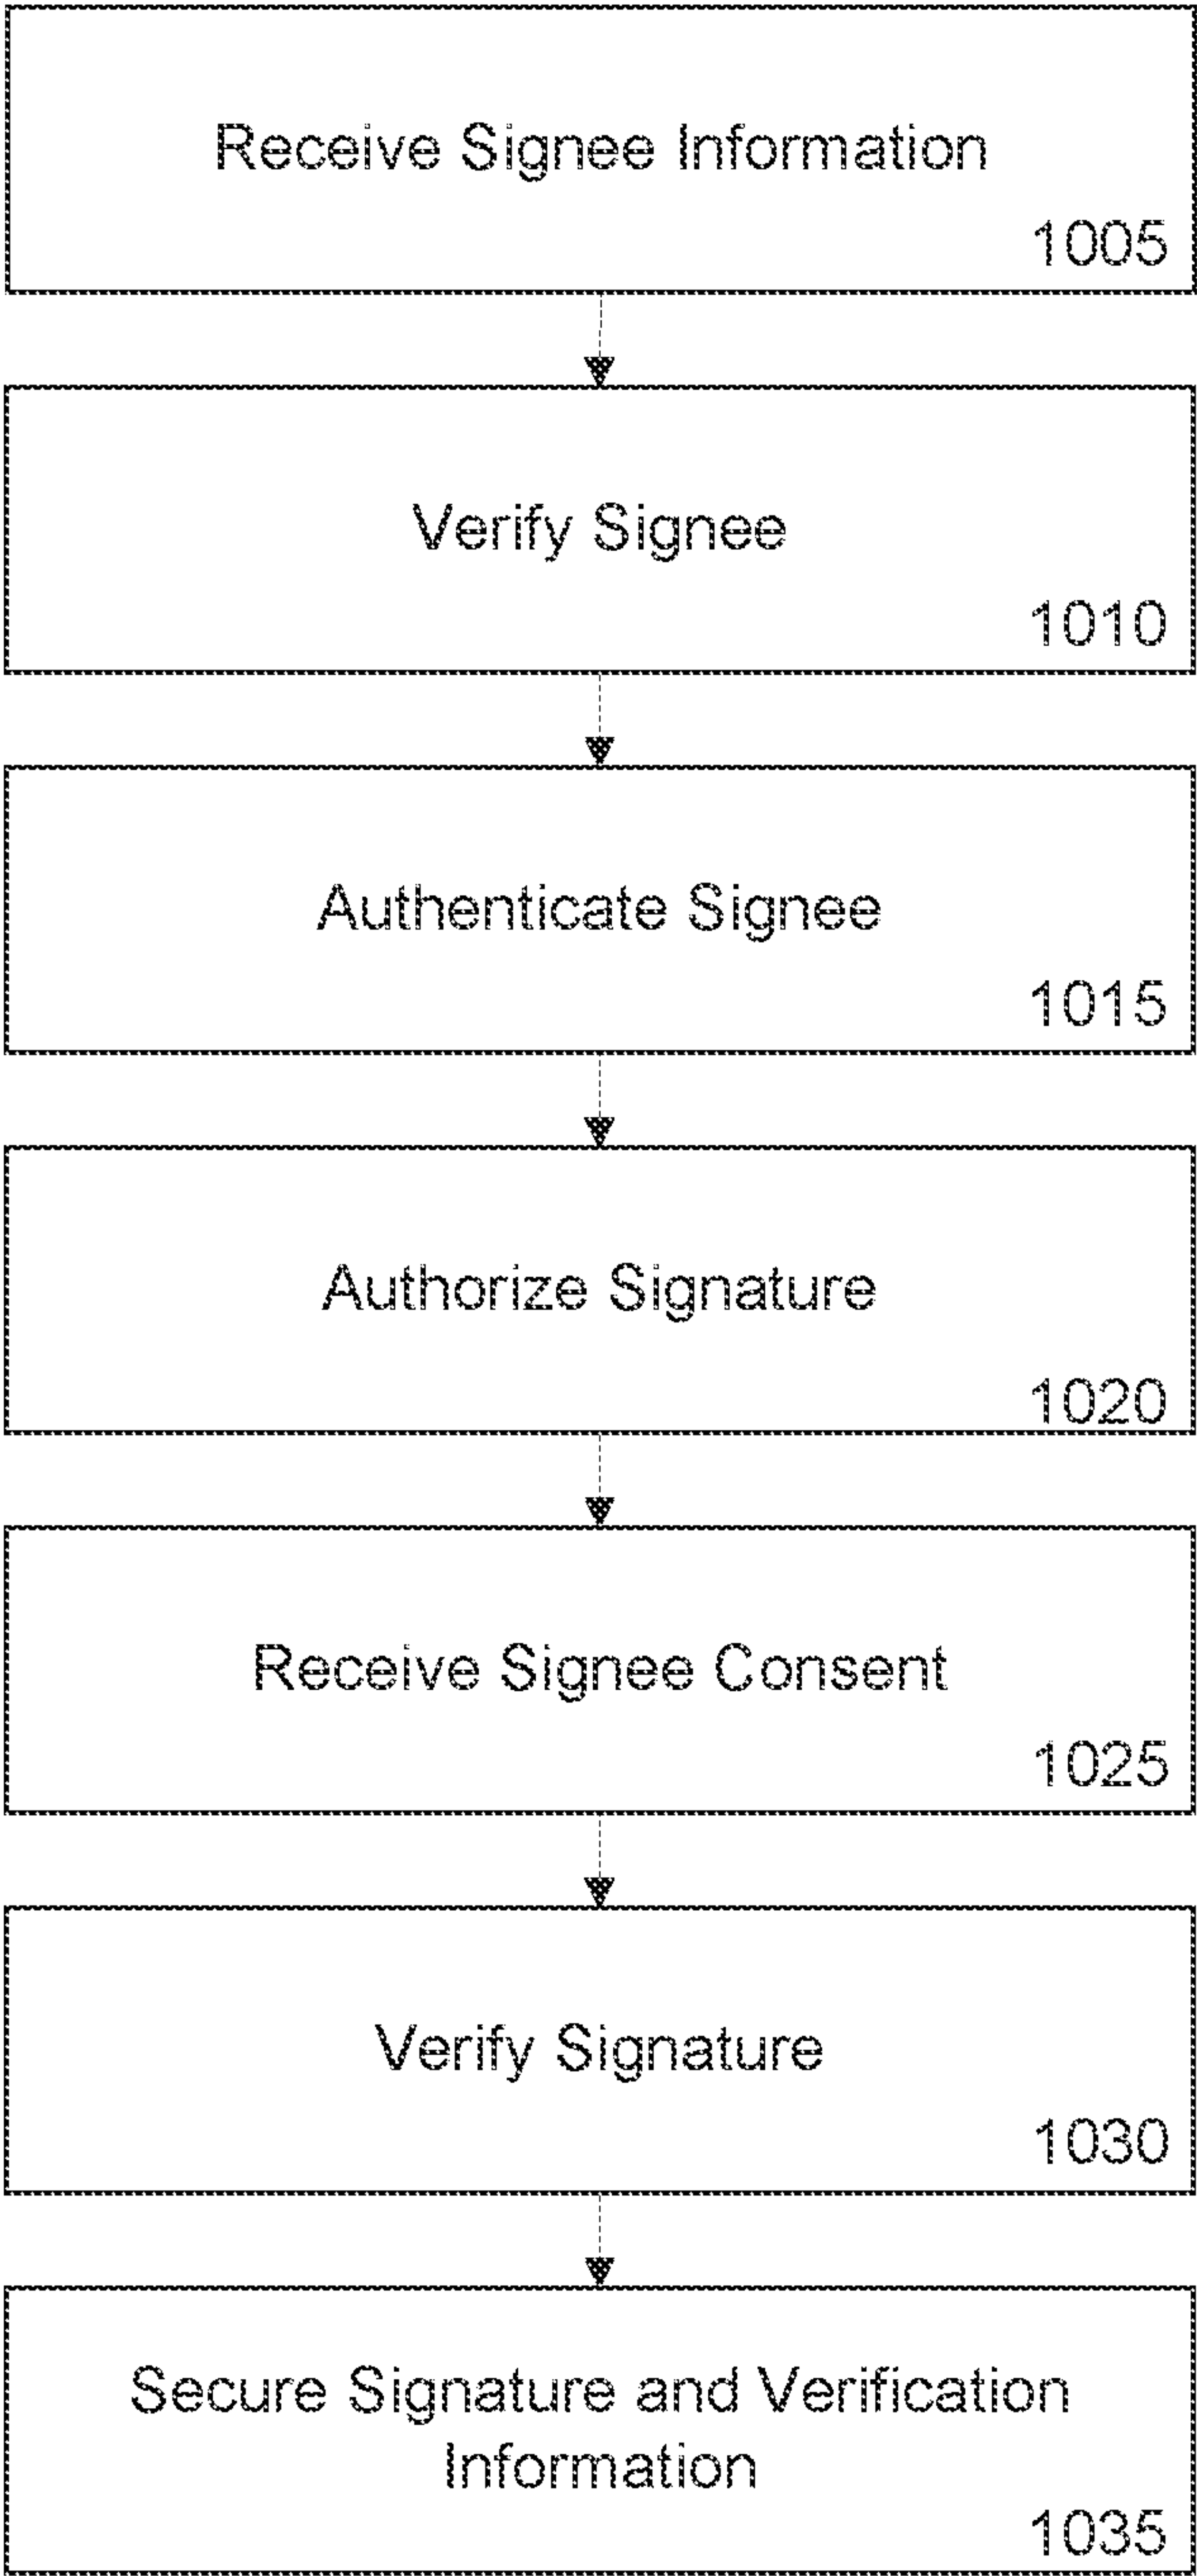 Receive Signee Information
1005
Verify Signee
1010
Authenticate Signee
1015
Authorize Signature
1020
Receive Signee Consent
1025
Verify Signature
1030
Secure Signature and Verification
Information
1035